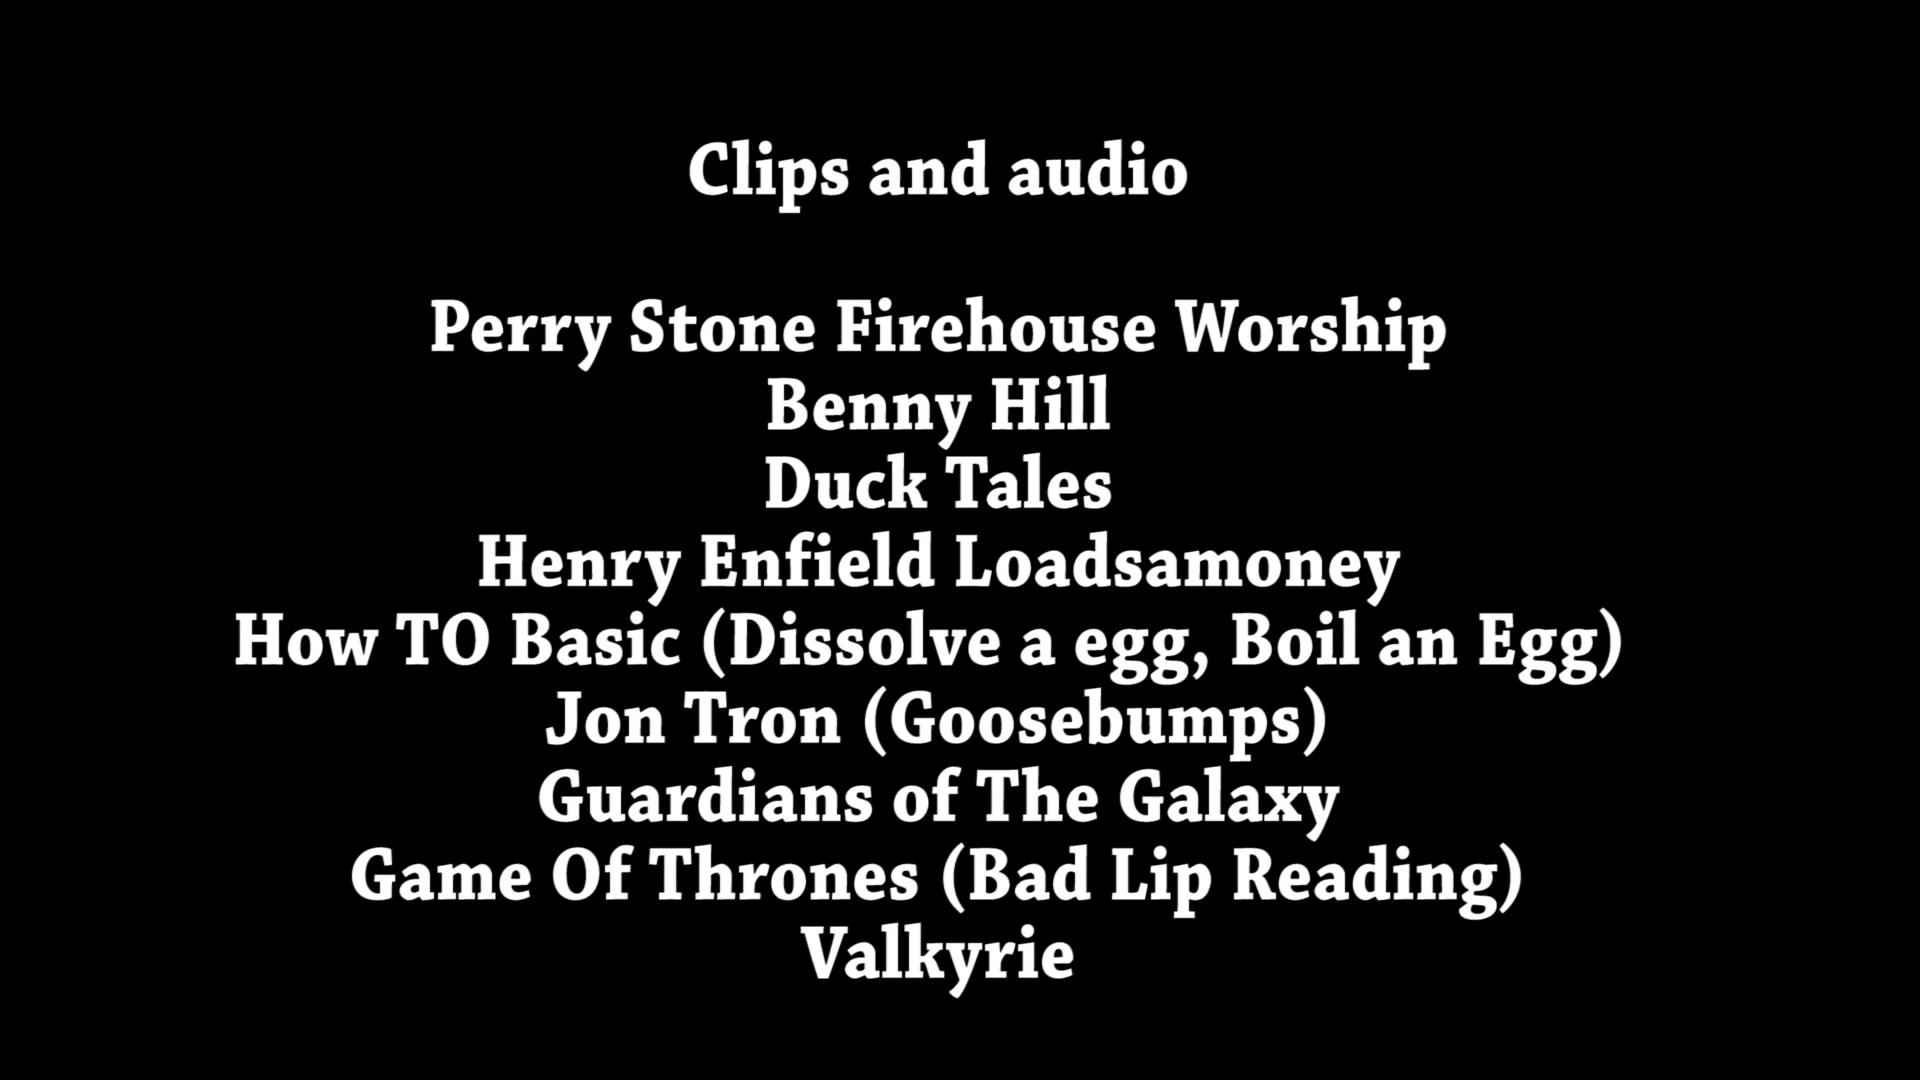 Clips and audio
Perry Stone Firehouse Worship
Benny Hill
Duck Tales
Henry Enfield Loadsamoney
How TO Basic (Dissolve a egg, Boil an Egg)
Jon Tron (Goosebumps)
Guardians of The Galaxy
Game Of Thrones (Bad Lip Reading)
Valkyrie